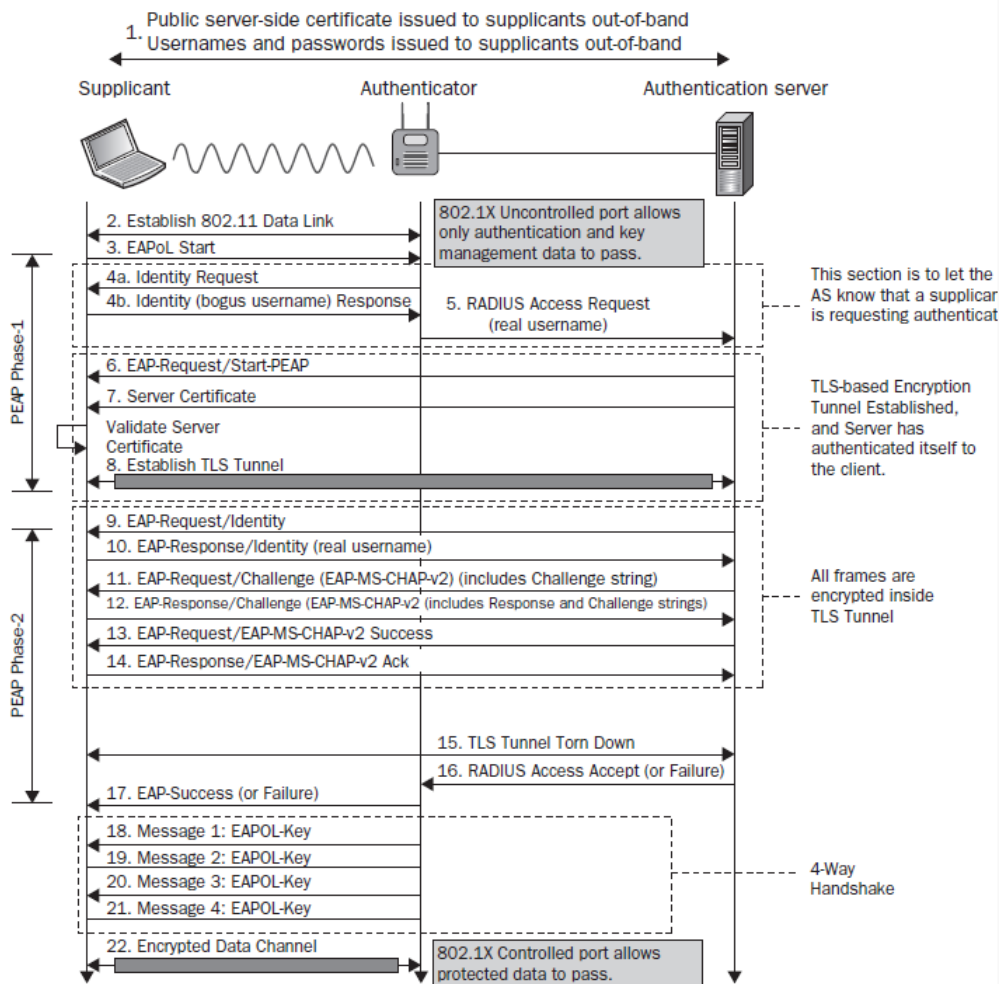 1. Public server-side certificate issued to supplicants out-of-band
Usernames and passwords issued to supplicants out-of-band
Supplicant
Authenticator
Authentication server
2. Establish 802.11 Data Link
802.1X Uncontrolled port allows
only authentication and key
management data to pass.
3. EAPoL Start
PEAP Phase-1
4a. Identity Request
4b. Identity (bogus username) Response
5. RADIUS Access Request
(real username)
This section is to let the
AS know that a supplicar
is requesting authenticat
6. EAP-Request/Start-PEAP
7. Server Certificate
Validate Server
Certificate
8. Establish TLS Tunnel
TLS-based Encryption
Tunnel Established,
and Server has
authenticated itself to
the client.
PEAP Phase-2
9. EAP-Request/Identity
10. EAP-Response/Identity (real username)
11. EAP-Request/Challenge (EAP-MS-CHAP-v2) (includes Challenge string)
12. EAP-Response/Challenge (EAP-MS-CHAP-v2 (includes Response and Challenge strings)
13. EAP-Request/EAP-MS-CHAP-v2 Success
14. EAP-Response/EAP-MS-CHAP-v2 Ack
All frames are
encrypted inside
TLS Tunnel
15. TLS Tunnel Torn Down
16. RADIUS Access Accept (or Failure)
17. EAP-Success (or Failure)
18. Message 1: EAPOL-Key
19. Message 2: EAPOL-Key
20. Message 3: EAPOL-Key
21. Message 4: EAPOL-Key
4-Way
Handshake
22. Encrypted Data Channel
802.1X Controlled port allows
protected data to pass.